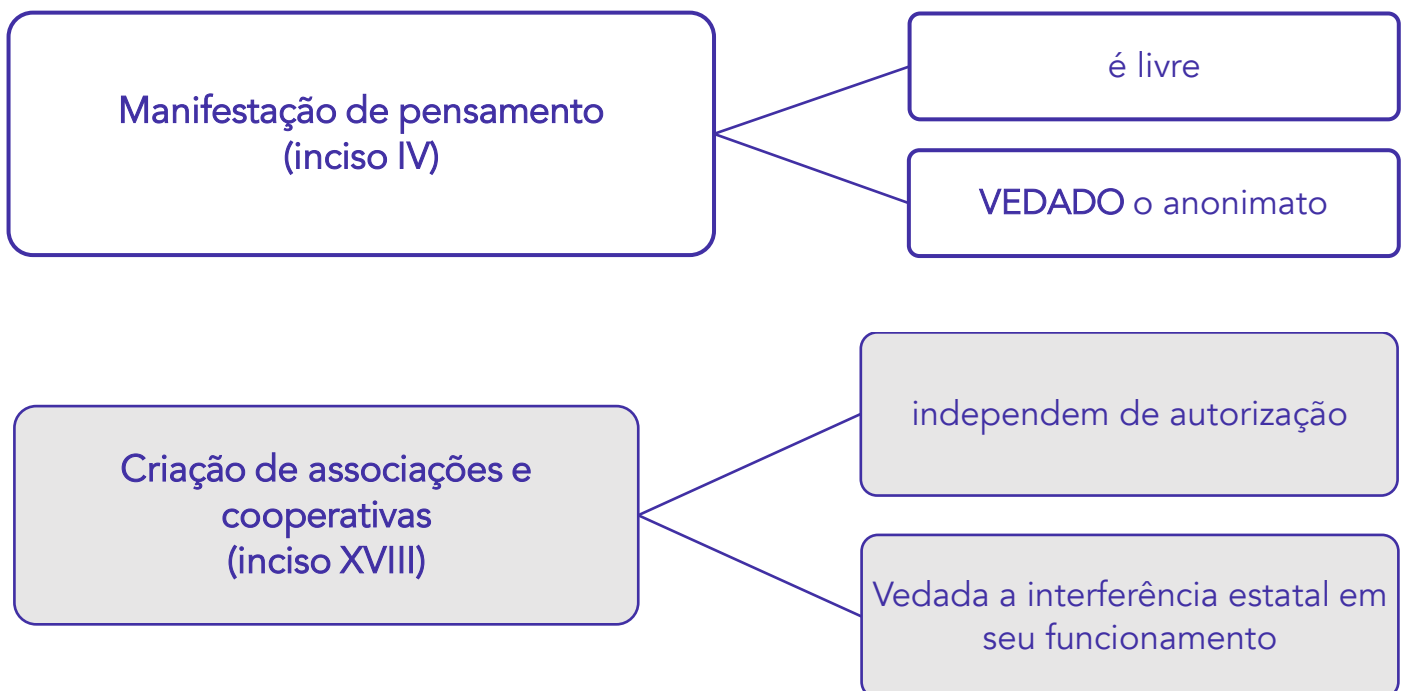 Manifestação de pensamento
(inciso IV)
é livre
VEDADO o anonimato
Criação de associações e
cooperativas
(inciso XVIII)
independem de autorização
Vedada a interferência estatal em
seu funcionamento